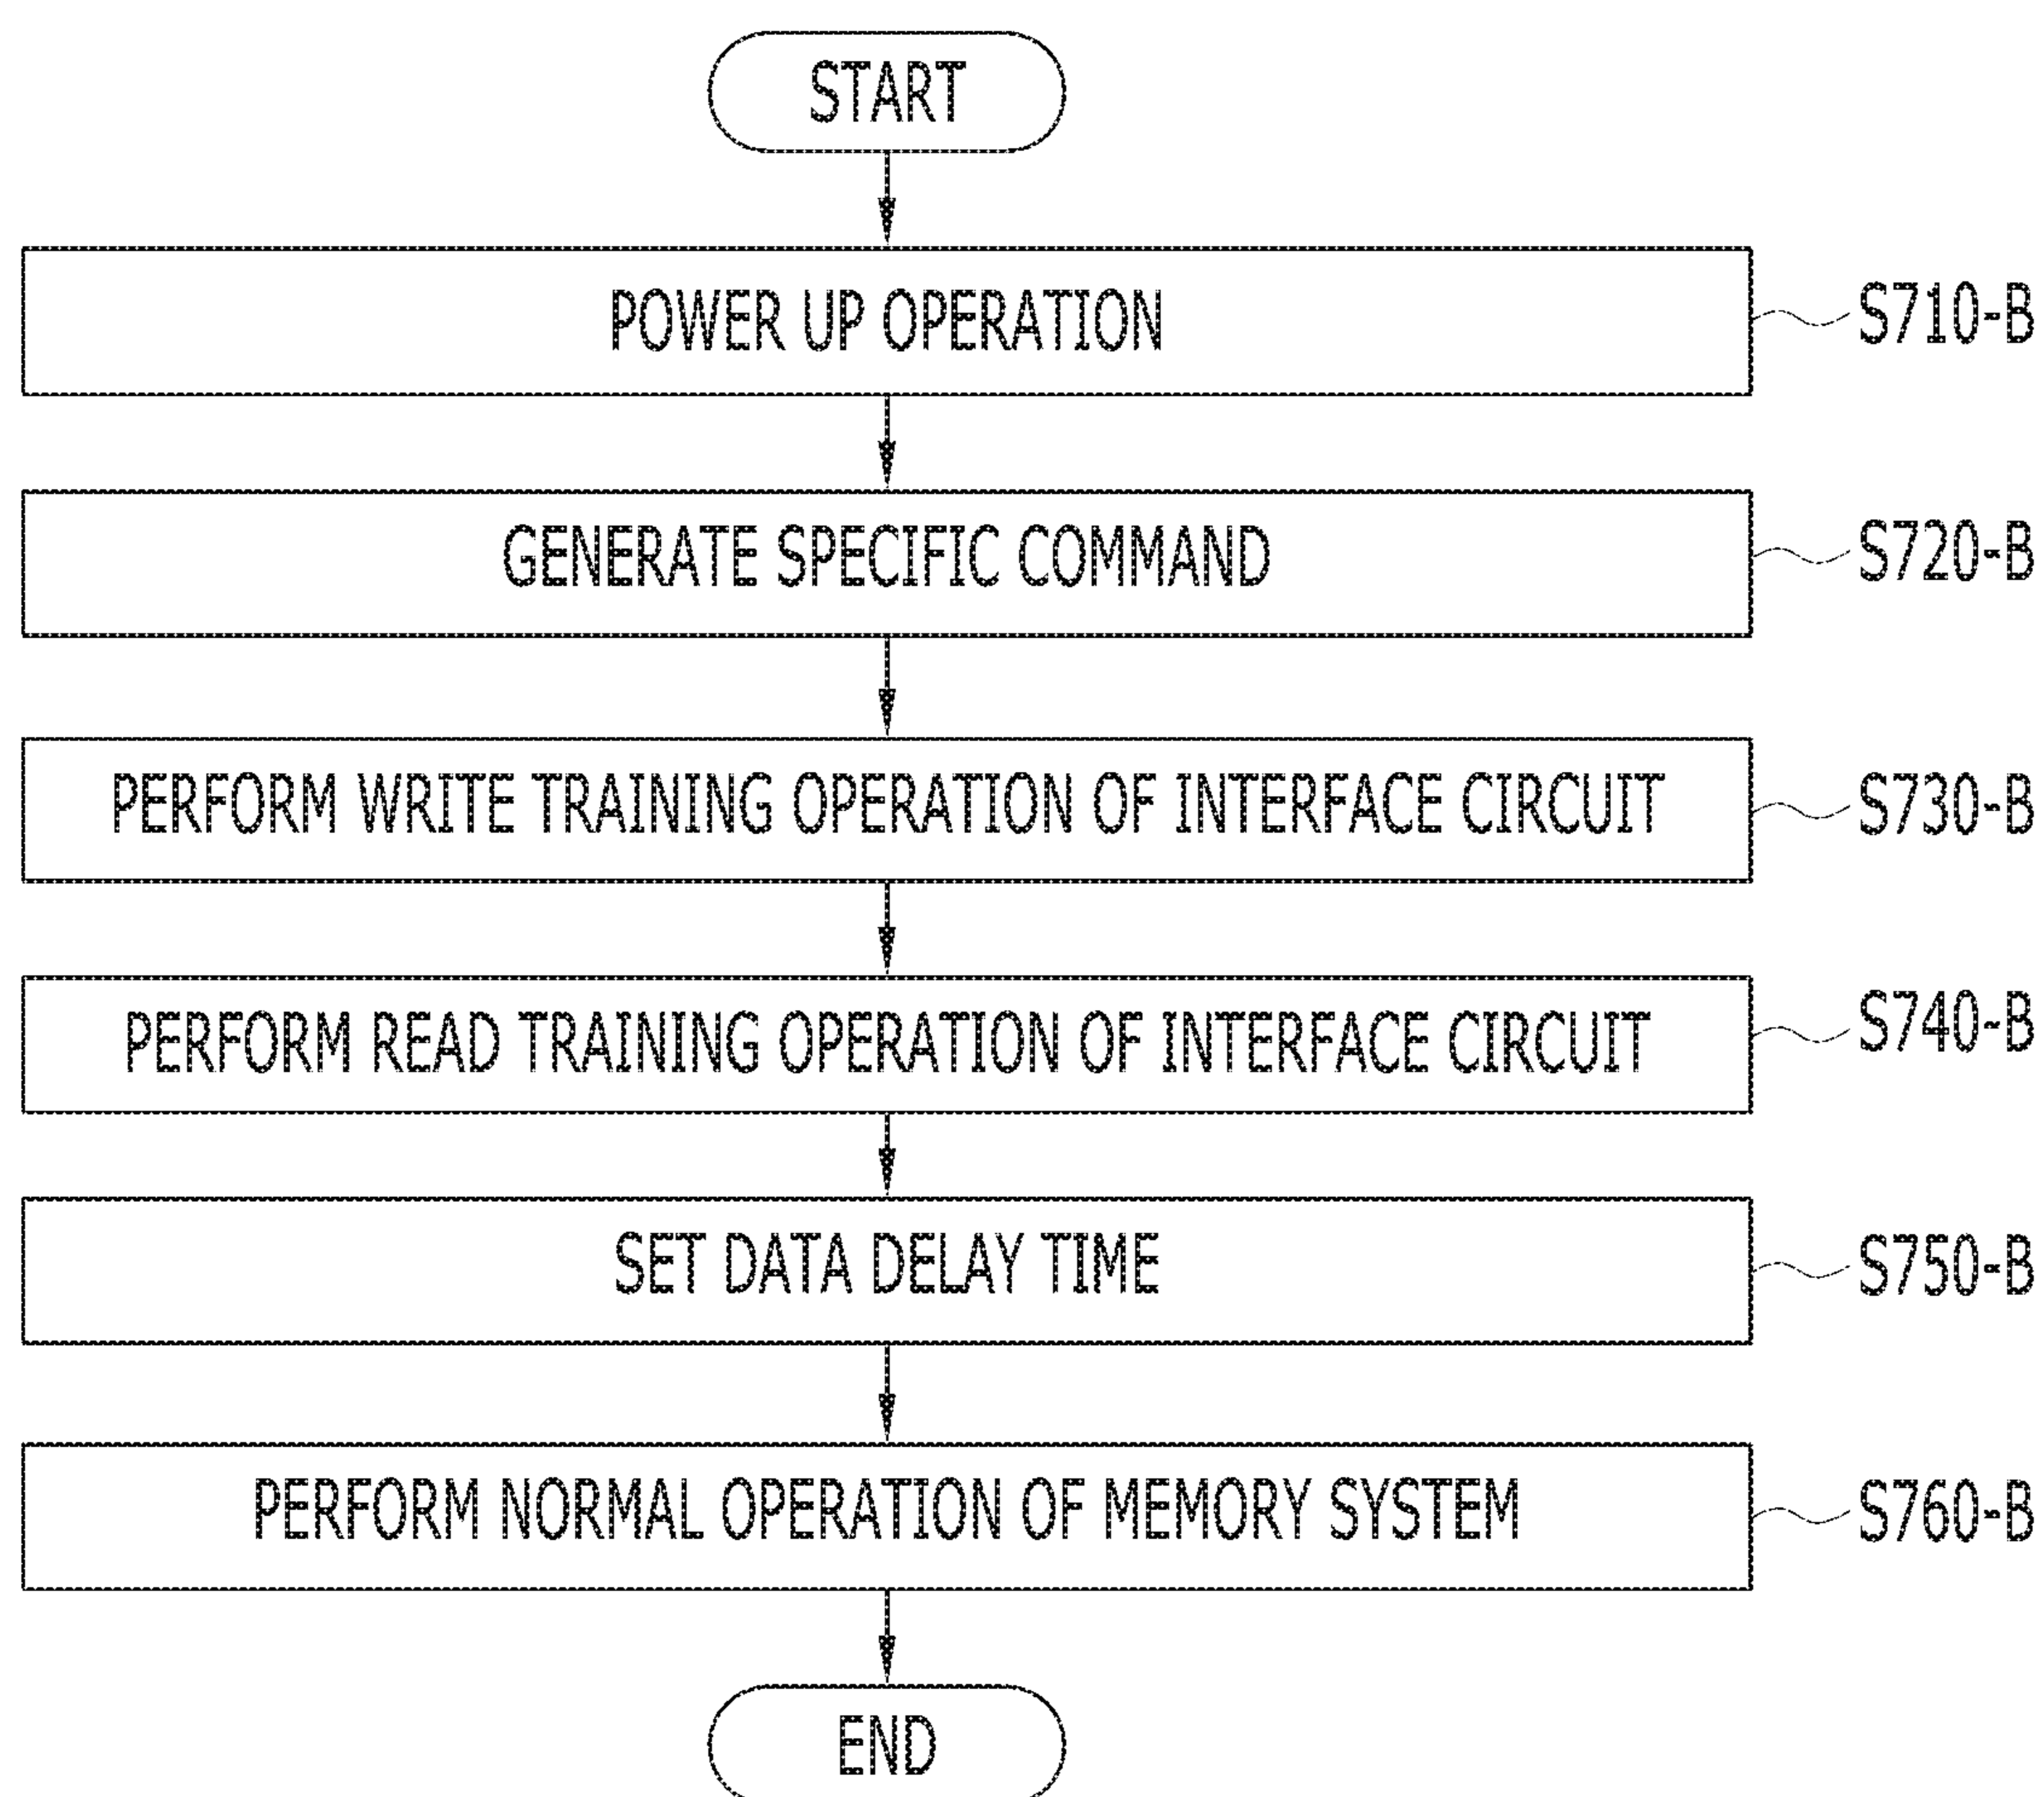 START
POWER UP OPERATION
S710-B
GENERATE SPECIFIC COMMAND
S720-B
PERFORM WRITE TRAINING OPERATION OF INTERFACE CIRCUIT
S730-B
PERFORM READ TRAINING OPERATION OF INTERFACE CIRCUIT
S740-B
SET DATA DELAY TIME
S750-B
PERFORM NORMAL OPERATION OF MEMORY SYSTEM
S760-B
END